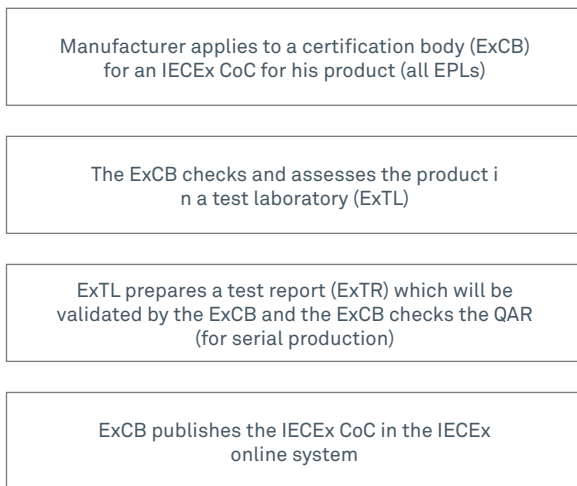 Manufacturer applies to a certification body (ExCB)
for an IECEx CoC for his product (all EPLs)
The ExCB checks and assesses the product i
n a test laboratory (ExTL)
ExTL prepares a test report (ExTR) which will be
validated by the ExCB and the ExCB checks the QAR
(for serial production)
ExCB publishes the IECEx CoC in the IECEx
online system